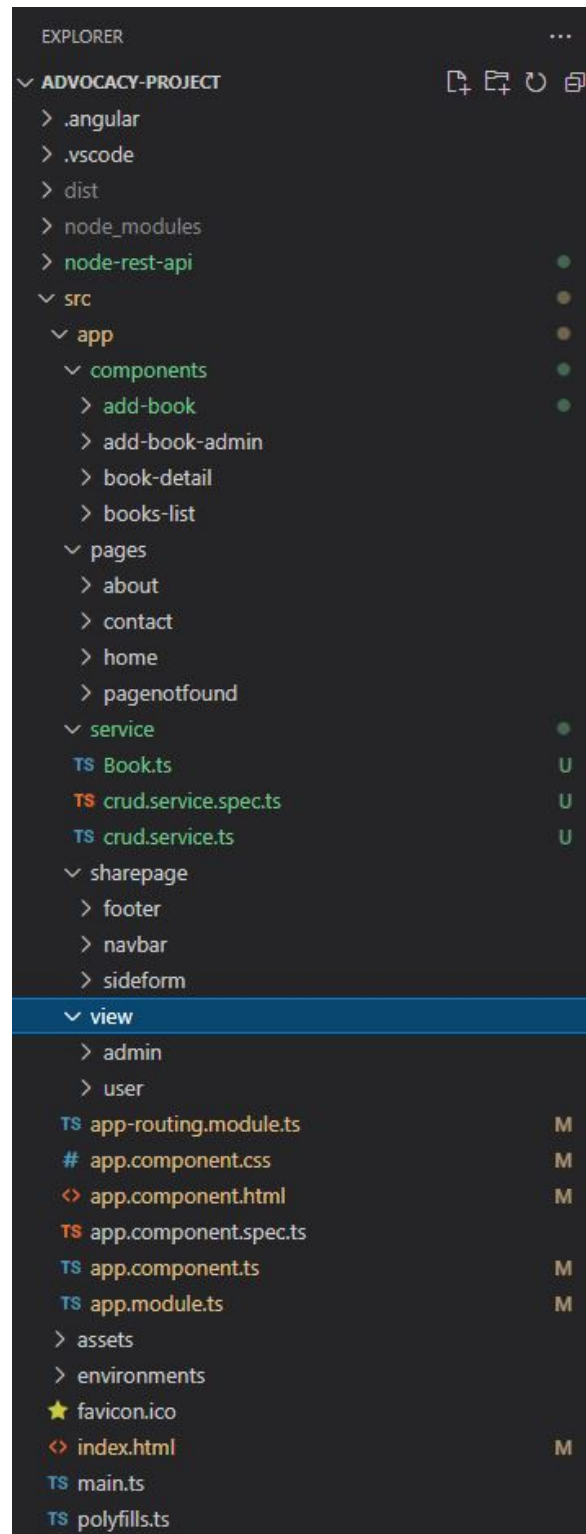 EXPLORER ...
ADVOCACY-PROJECT
.angular
.vscode
dist
node_modules
node-rest-api
src
app
components
add-book
add-book-admin
book-detail
books-list
pages
about
contact
home
pagenotfound
service
TS Book.ts U
TS crud.service.spec.ts U
TS crud.service.ts U
sharepage
footer
navbar
sideform
view
admin
user
TS app-routing.module.ts M
# app.component.css M
<> app.component.html M
TS app.component.spec.ts
TS app.component.ts M
TS app.module.ts M
assets
environments
favicon.ico
<> index.html M
TS main.ts
TS polyfills.ts